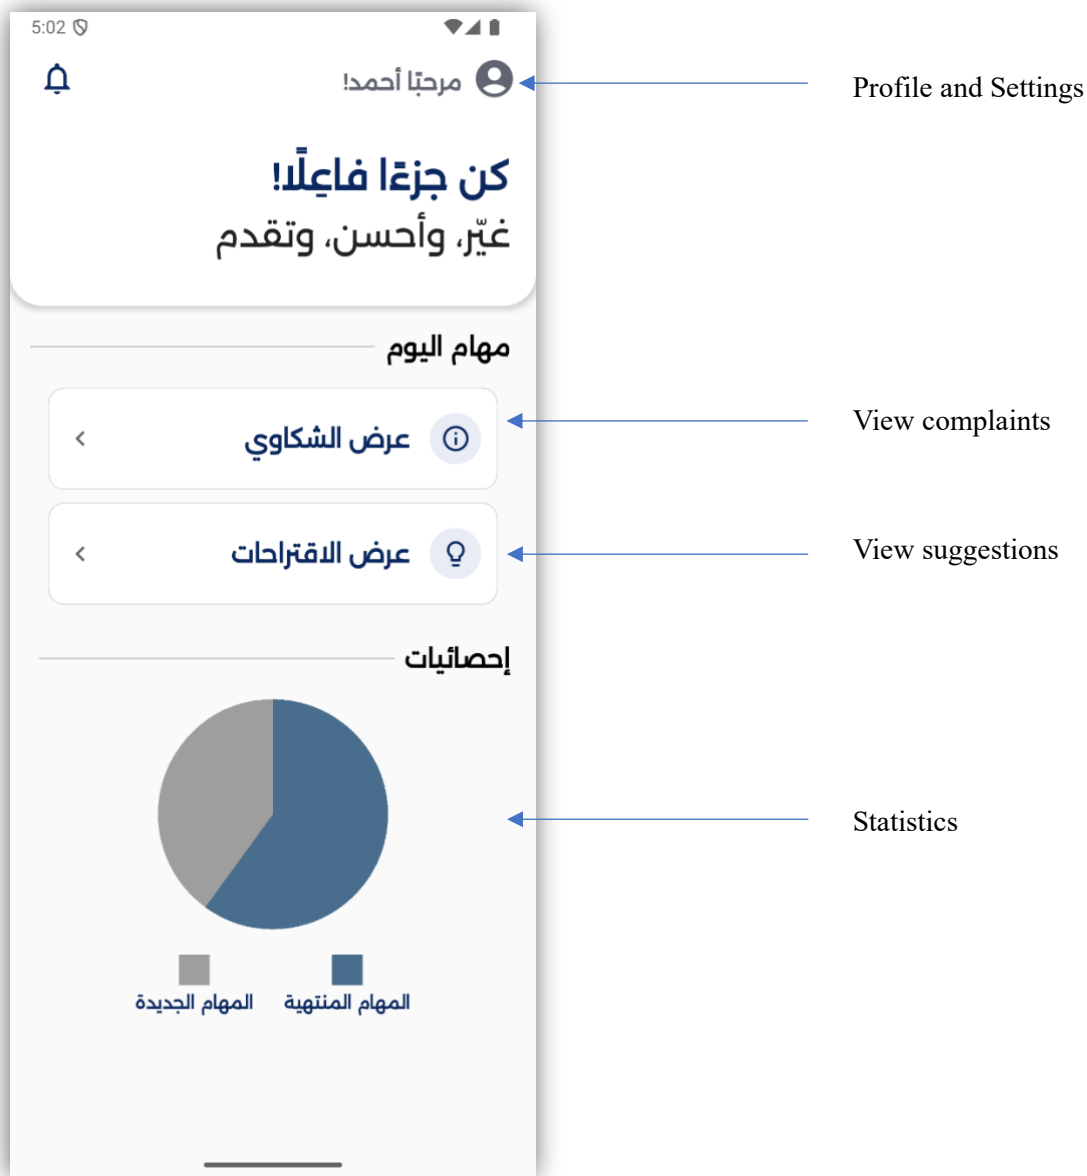 5:02
مرحبًا أحمد!
Profile and Settings
كن جزءًا فاعِلًا!
غيّر، وأحسن، وتقدم
مهام اليوم
عرض الشكاوي
View complaints
عرض الاقتراحات
View suggestions
إحصائيات
Statistics
المهام المنتهية
المهام الجديدة